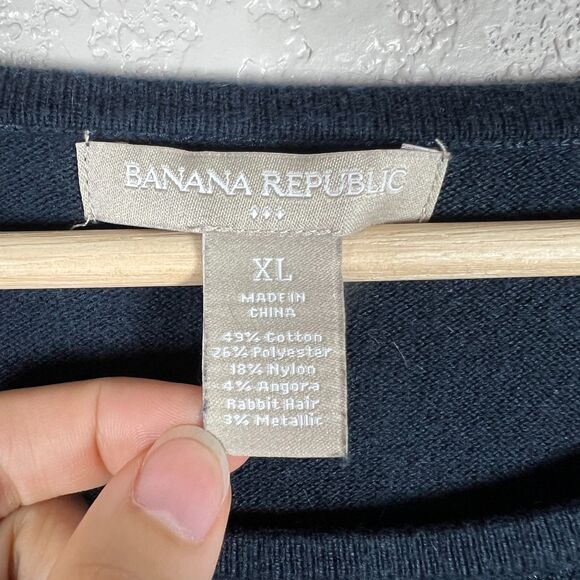 BANANA REPUBLIC
XL
MADE IN
CHINA
49% Cotton
26% Polyester
18% Nylon
4% Angora
Rabbit Hair
3% Metallic